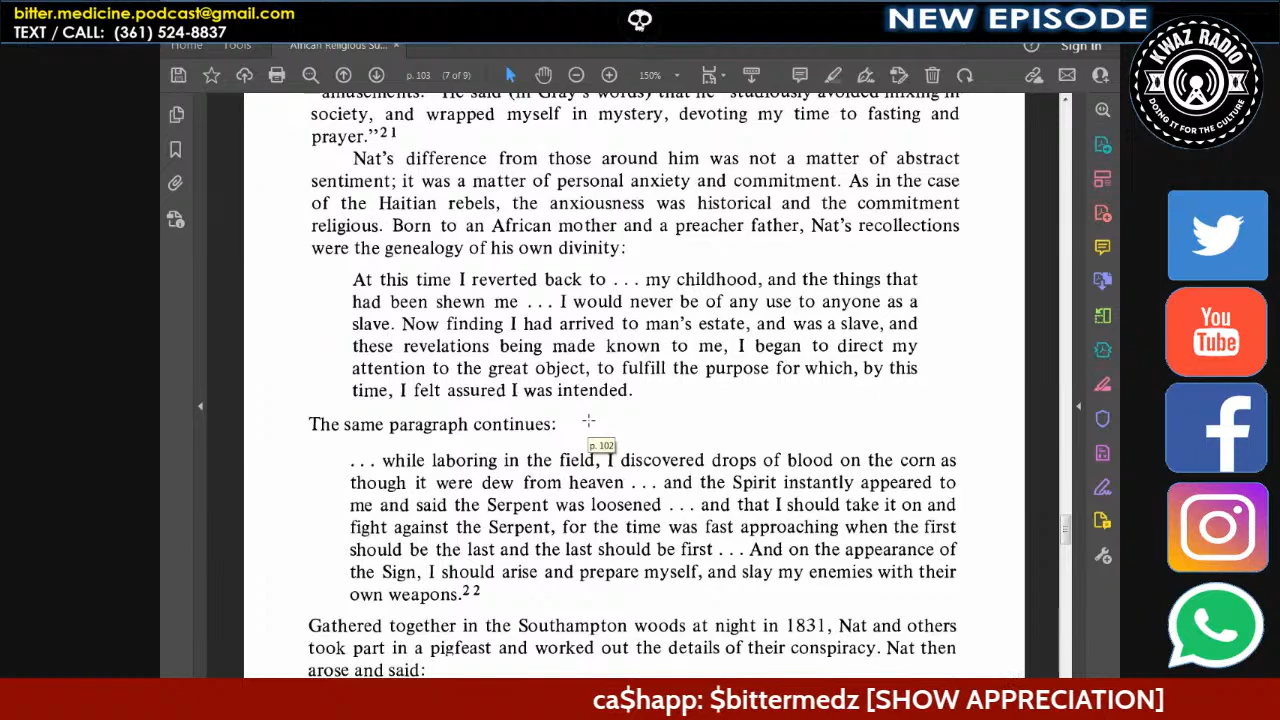 bitter.medicine.podcast@gmail.com
TEXT / CALL: (361) 524-8837
NEW EPISODE
KWAZ RADIO
DOING IT FOR THE CULTURE
Home Tools African Religious Su... × Sign In
p. 103 (7 of 9) 150%
amusements." He said (in Gray's words) that he "studiously avoided mixing in
society, and wrapped myself in mystery, devoting my time to fasting and
prayer."21
Nat's difference from those around him was not a matter of abstract
sentiment; it was a matter of personal anxiety and commitment. As in the case
of the Haitian rebels, the anxiousness was historical and the commitment
religious. Born to an African mother and a preacher father, Nat's recollections
were the genealogy of his own divinity:
At this time I reverted back to . . . my childhood, and the things that
had been shewn me . . . I would never be of any use to anyone as a
slave. Now finding I had arrived to man's estate, and was a slave, and
these revelations being made known to me, I began to direct my
attention to the great object, to fulfill the purpose for which, by this
time, I felt assured I was intended.
The same paragraph continues:
p. 102
. . . while laboring in the field, I discovered drops of blood on the corn as
though it were dew from heaven . . . and the Spirit instantly appeared to
me and said the Serpent was loosened . . . and that I should take it on and
fight against the Serpent, for the time was fast approaching when the first
should be the last and the last should be first . . . And on the appearance of
the Sign, I should arise and prepare myself, and slay my enemies with their
own weapons.22
Gathered together in the Southampton woods at night in 1831, Nat and others
took part in a pigfeast and worked out the details of their conspiracy. Nat then
arose and said:
You
Tube
ca$happ: $bittermedz [SHOW APPRECIATION]